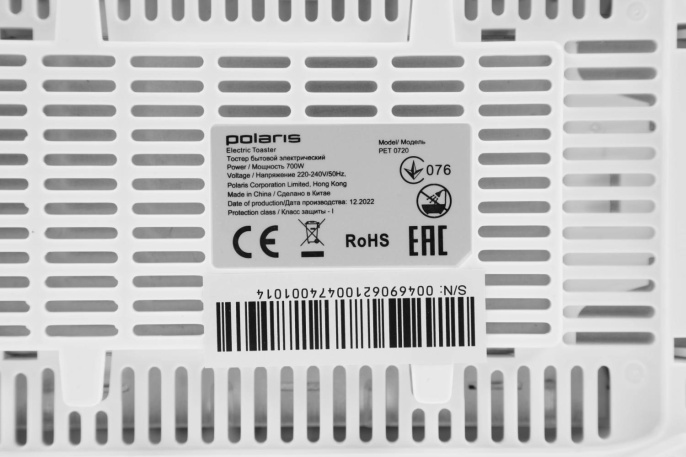 polaris
Electric Toaster
Тостер бытовой электрический
Power / Мощность 700W
Voltage / Напряжение 220-240V/50Hz,
Polaris Corporation Limited, Hong Kong
Made in China / Сделано в Китае
Date of production/Дата производства: 12.2022
Protection class / Класс защиты - I
Model/ Модель
PET 0720
076
CE
RoHS
EAC
S/N: 00469062100474001014